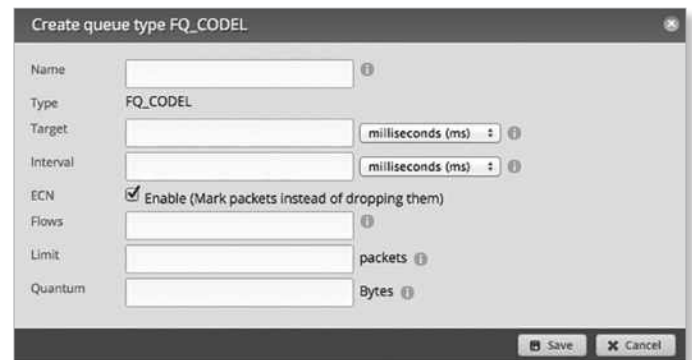 Create queue type FQ_CODEL
Name
Type FQ_CODEL
Target milliseconds (ms)
Interval milliseconds (ms)
ECN Enable (Mark packets instead of dropping them)
Flows
Limit packets
Quantum Bytes
Save Cancel